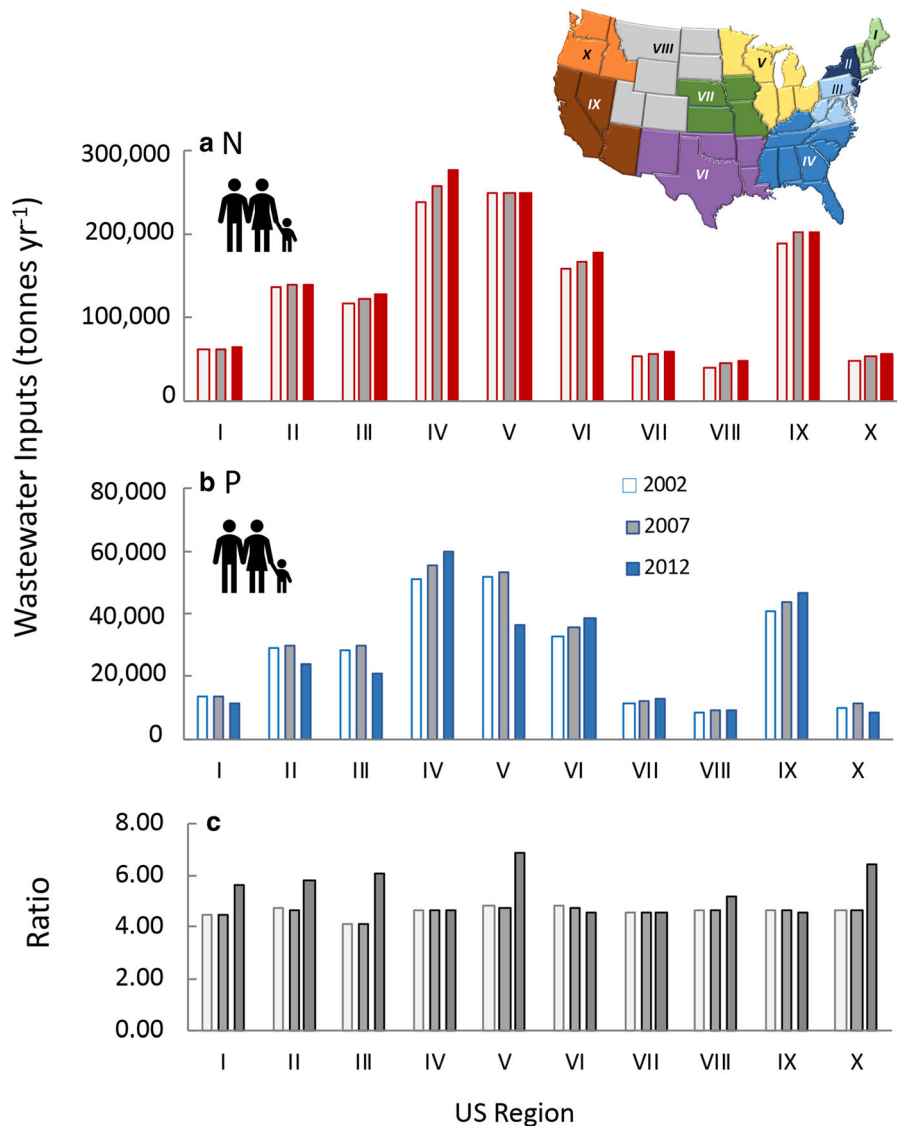 I
II
III
IV
V
VI
VII
VIII
IX
X
Wastewater Inputs (tonnes yr⁻¹)
a N
300,000
200,000
100,000
0
I II III IV V VI VII VIII IX X
b P
80,000
60,000
40,000
20,000
0
2002
2007
2012
I II III IV V VI VII VIII IX X
Ratio
c
8.00
6.00
4.00
2.00
0.00
I II III IV V VI VII VIII IX X
US Region